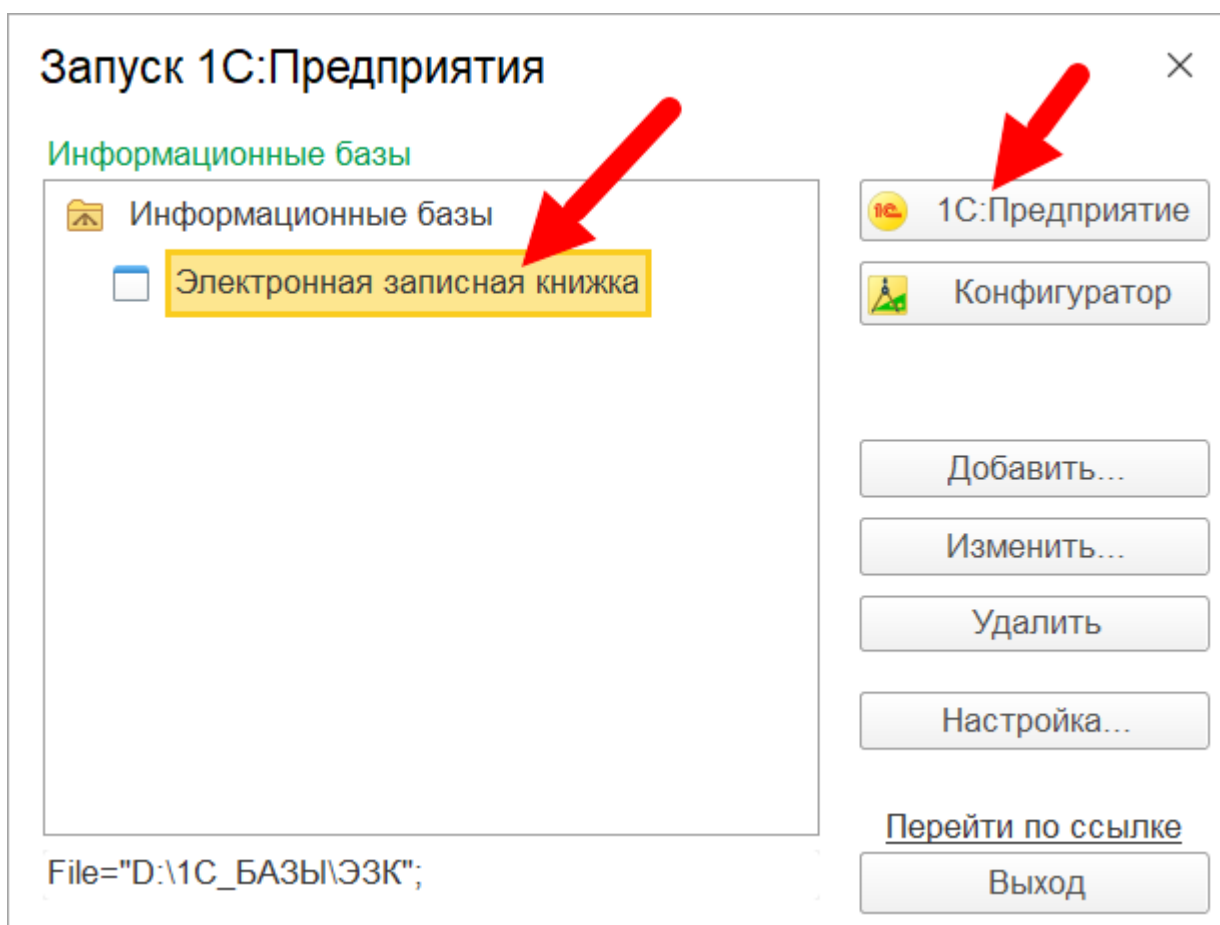 Запуск 1С:Предприятия
Информационные базы
Информационные базы
Электронная записная книжка
File="D:\1С_БАЗЫ\ЭЗК";
1С:Предприятие
Конфигуратор
Добавить...
Изменить...
Удалить
Настройка...
Перейти по ссылке
Выход